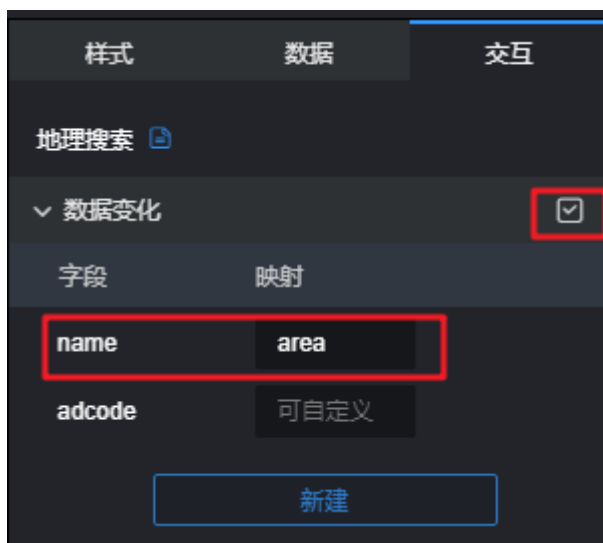 样式 数据 交互
地理搜索
数据变化
字段 映射
name area
adcode 可自定义
新建